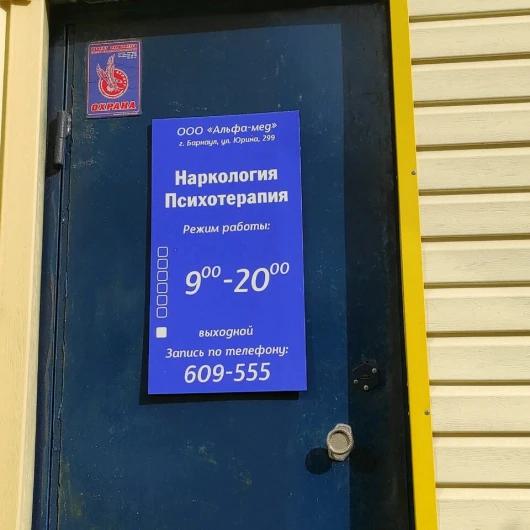 ОХРАНА
ООО «Альфа-мед»
г. Барнаул, ул. Юрина, 299
Наркология
Психотерапия
Режим работы:
9⁰⁰-20⁰⁰
выходной
Запись по телефону:
609-555